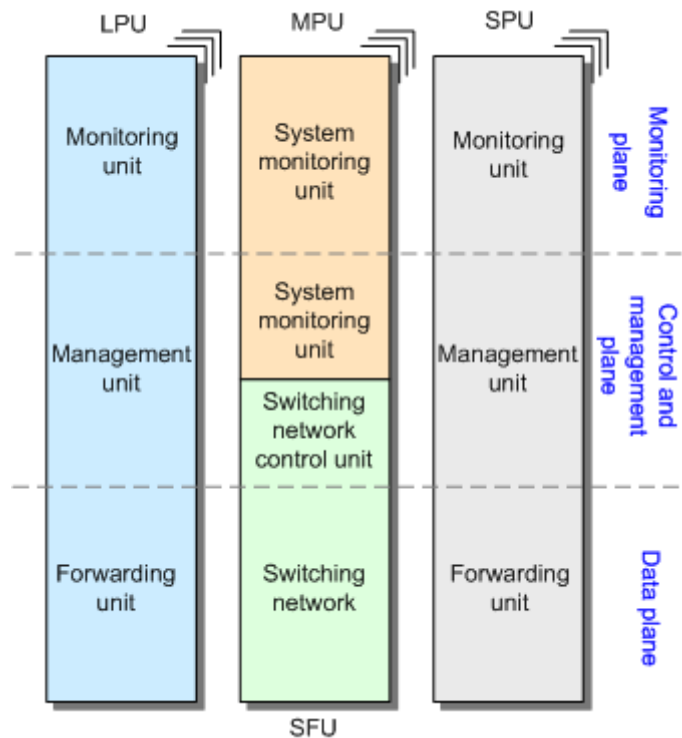 LPU
MPU
SPU
Monitoring
unit
System
monitoring
unit
Monitoring
unit
Monitoring
plane
Management
unit
System
monitoring
unit
Switching
network
control unit
Management
unit
Control and
management
plane
Forwarding
unit
Switching
network
Forwarding
unit
Data plane
SFU